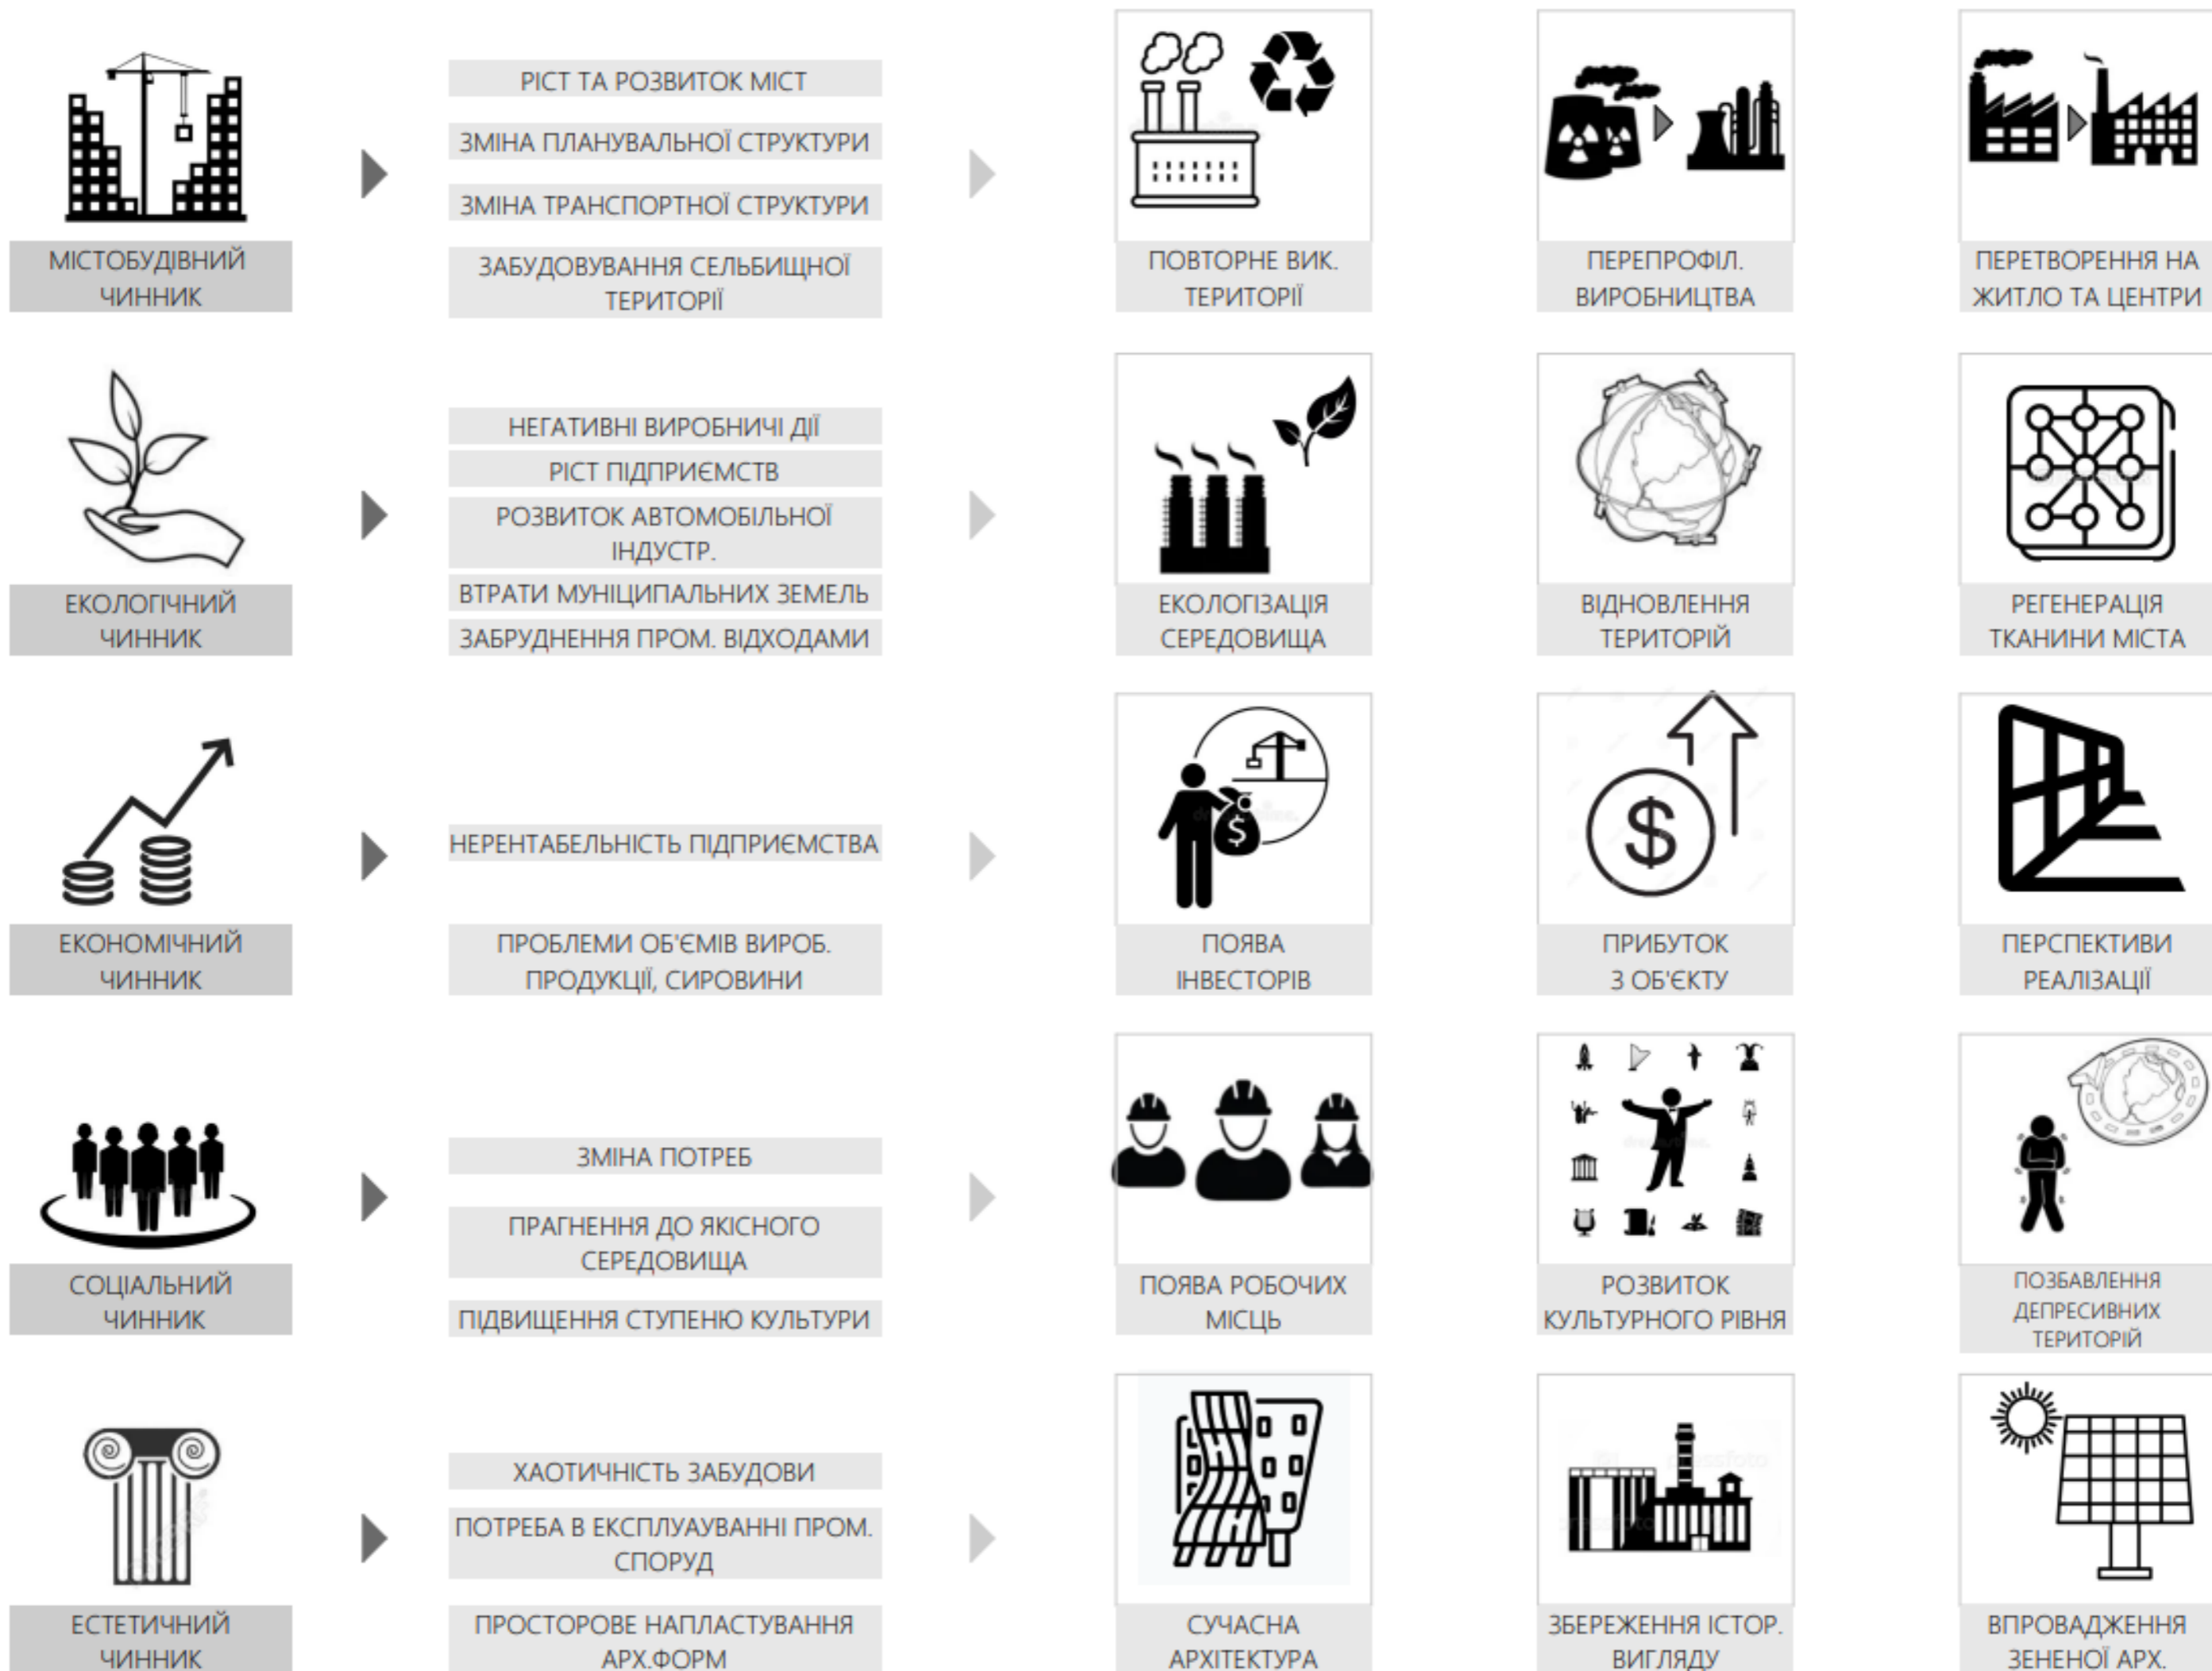 МІСТОБУДІВНИЙ
ЧИННИК
РІСТ ТА РОЗВИТОК МІСТ
ЗМІНА ПЛАНУВАЛЬНОЇ СТРУКТУРИ
ЗМІНА ТРАНСПОРТНОЇ СТРУКТУРИ
ЗАБУДОВУВАННЯ СЕЛЬБИЩНОЇ
ТЕРИТОРІЇ
ПОВТОРНЕ ВИК.
ТЕРИТОРІЇ
ПЕРЕПРОФІЛ.
ВИРОБНИЦТВА
ПЕРЕТВОРЕННЯ НА
ЖИТЛО ТА ЦЕНТРИ
ЕКОЛОГІЧНИЙ
ЧИННИК
НЕГАТИВНІ ВИРОБНИЧІ ДІЇ
РІСТ ПІДПРИЄМСТВ
РОЗВИТОК АВТОМОБІЛЬНОЇ
ІНДУСТР.
ВТРАТИ МУНІЦИПАЛЬНИХ ЗЕМЕЛЬ
ЗАБРУДНЕННЯ ПРОМ. ВІДХОДАМИ
ЕКОЛОГІЗАЦІЯ
СЕРЕДОВИЩА
ВІДНОВЛЕННЯ
ТЕРИТОРІЙ
РЕГЕНЕРАЦІЯ
ТКАНИНИ МІСТА
ЕКОНОМІЧНИЙ
ЧИННИК
НЕРЕНТАБЕЛЬНІСТЬ ПІДПРИЄМСТВА
ПРОБЛЕМИ ОБ'ЄМІВ ВИРОБ.
ПРОДУКЦІЇ, СИРОВИНИ
$
ПОЯВА
ІНВЕСТОРІВ
$
ПРИБУТОК
З ОБ'ЄКТУ
ПЕРСПЕКТИВИ
РЕАЛІЗАЦІЇ
СОЦІАЛЬНИЙ
ЧИННИК
ЗМІНА ПОТРЕБ
ПРАГНЕННЯ ДО ЯКІСНОГО
СЕРЕДОВИЩА
ПІДВИЩЕННЯ СТУПЕНЮ КУЛЬТУРИ
ПОЯВА РОБОЧИХ
МІСЦЬ
РОЗВИТОК
КУЛЬТУРНОГО РІВНЯ
ПОЗБАВЛЕННЯ
ДЕПРЕСИВНИХ
ТЕРИТОРІЙ
ЕСТЕТИЧНИЙ
ЧИННИК
ХАОТИЧНІСТЬ ЗАБУДОВИ
ПОТРЕБА В ЕКСПЛУАУВАННІ ПРОМ.
СПОРУД
ПРОСТОРОВЕ НАПЛАСТУВАННЯ
АРХ.ФОРМ
СУЧАСНА
АРХІТЕКТУРА
ЗБЕРЕЖЕННЯ ІСТОР.
ВИГЛЯДУ
ВПРОВАДЖЕННЯ
ЗЕНЕНОЇ АРХ.